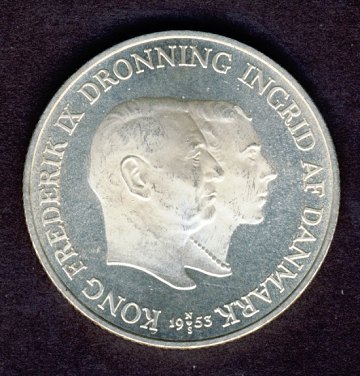 KONG FREDERIK IX DRONNING INGRID AF DANMARK
19 N♥S 53